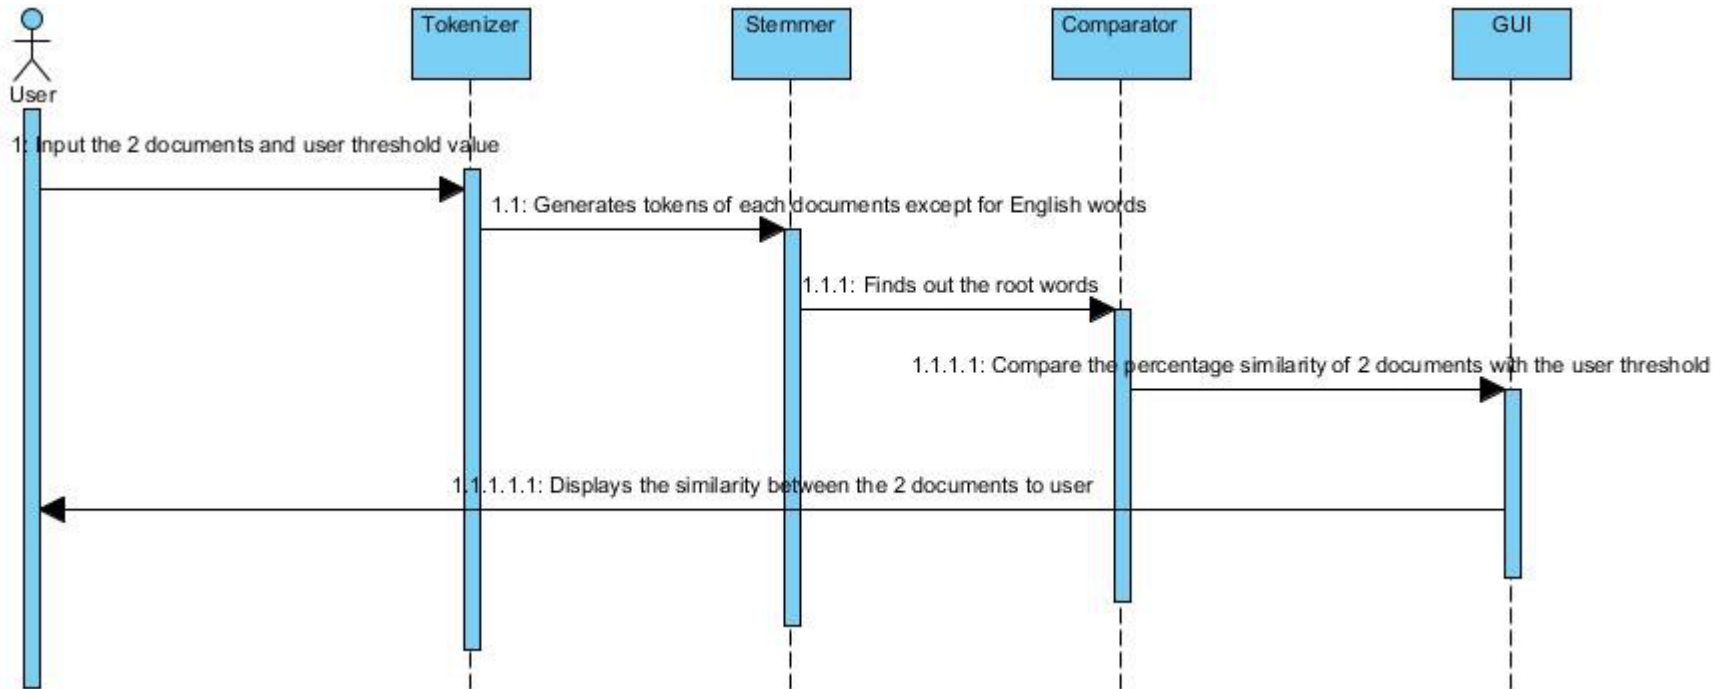 Tokenizer
Stemmer
Comparator
GUI
User
1: Input the 2 documents and user threshold value
1.1: Generates tokens of each documents except for English words
1.1.1: Finds out the root words
1.1.1.1: Compare the percentage similarity of 2 documents with the user threshold
1.1.1.1.1: Displays the similarity between the 2 documents to user